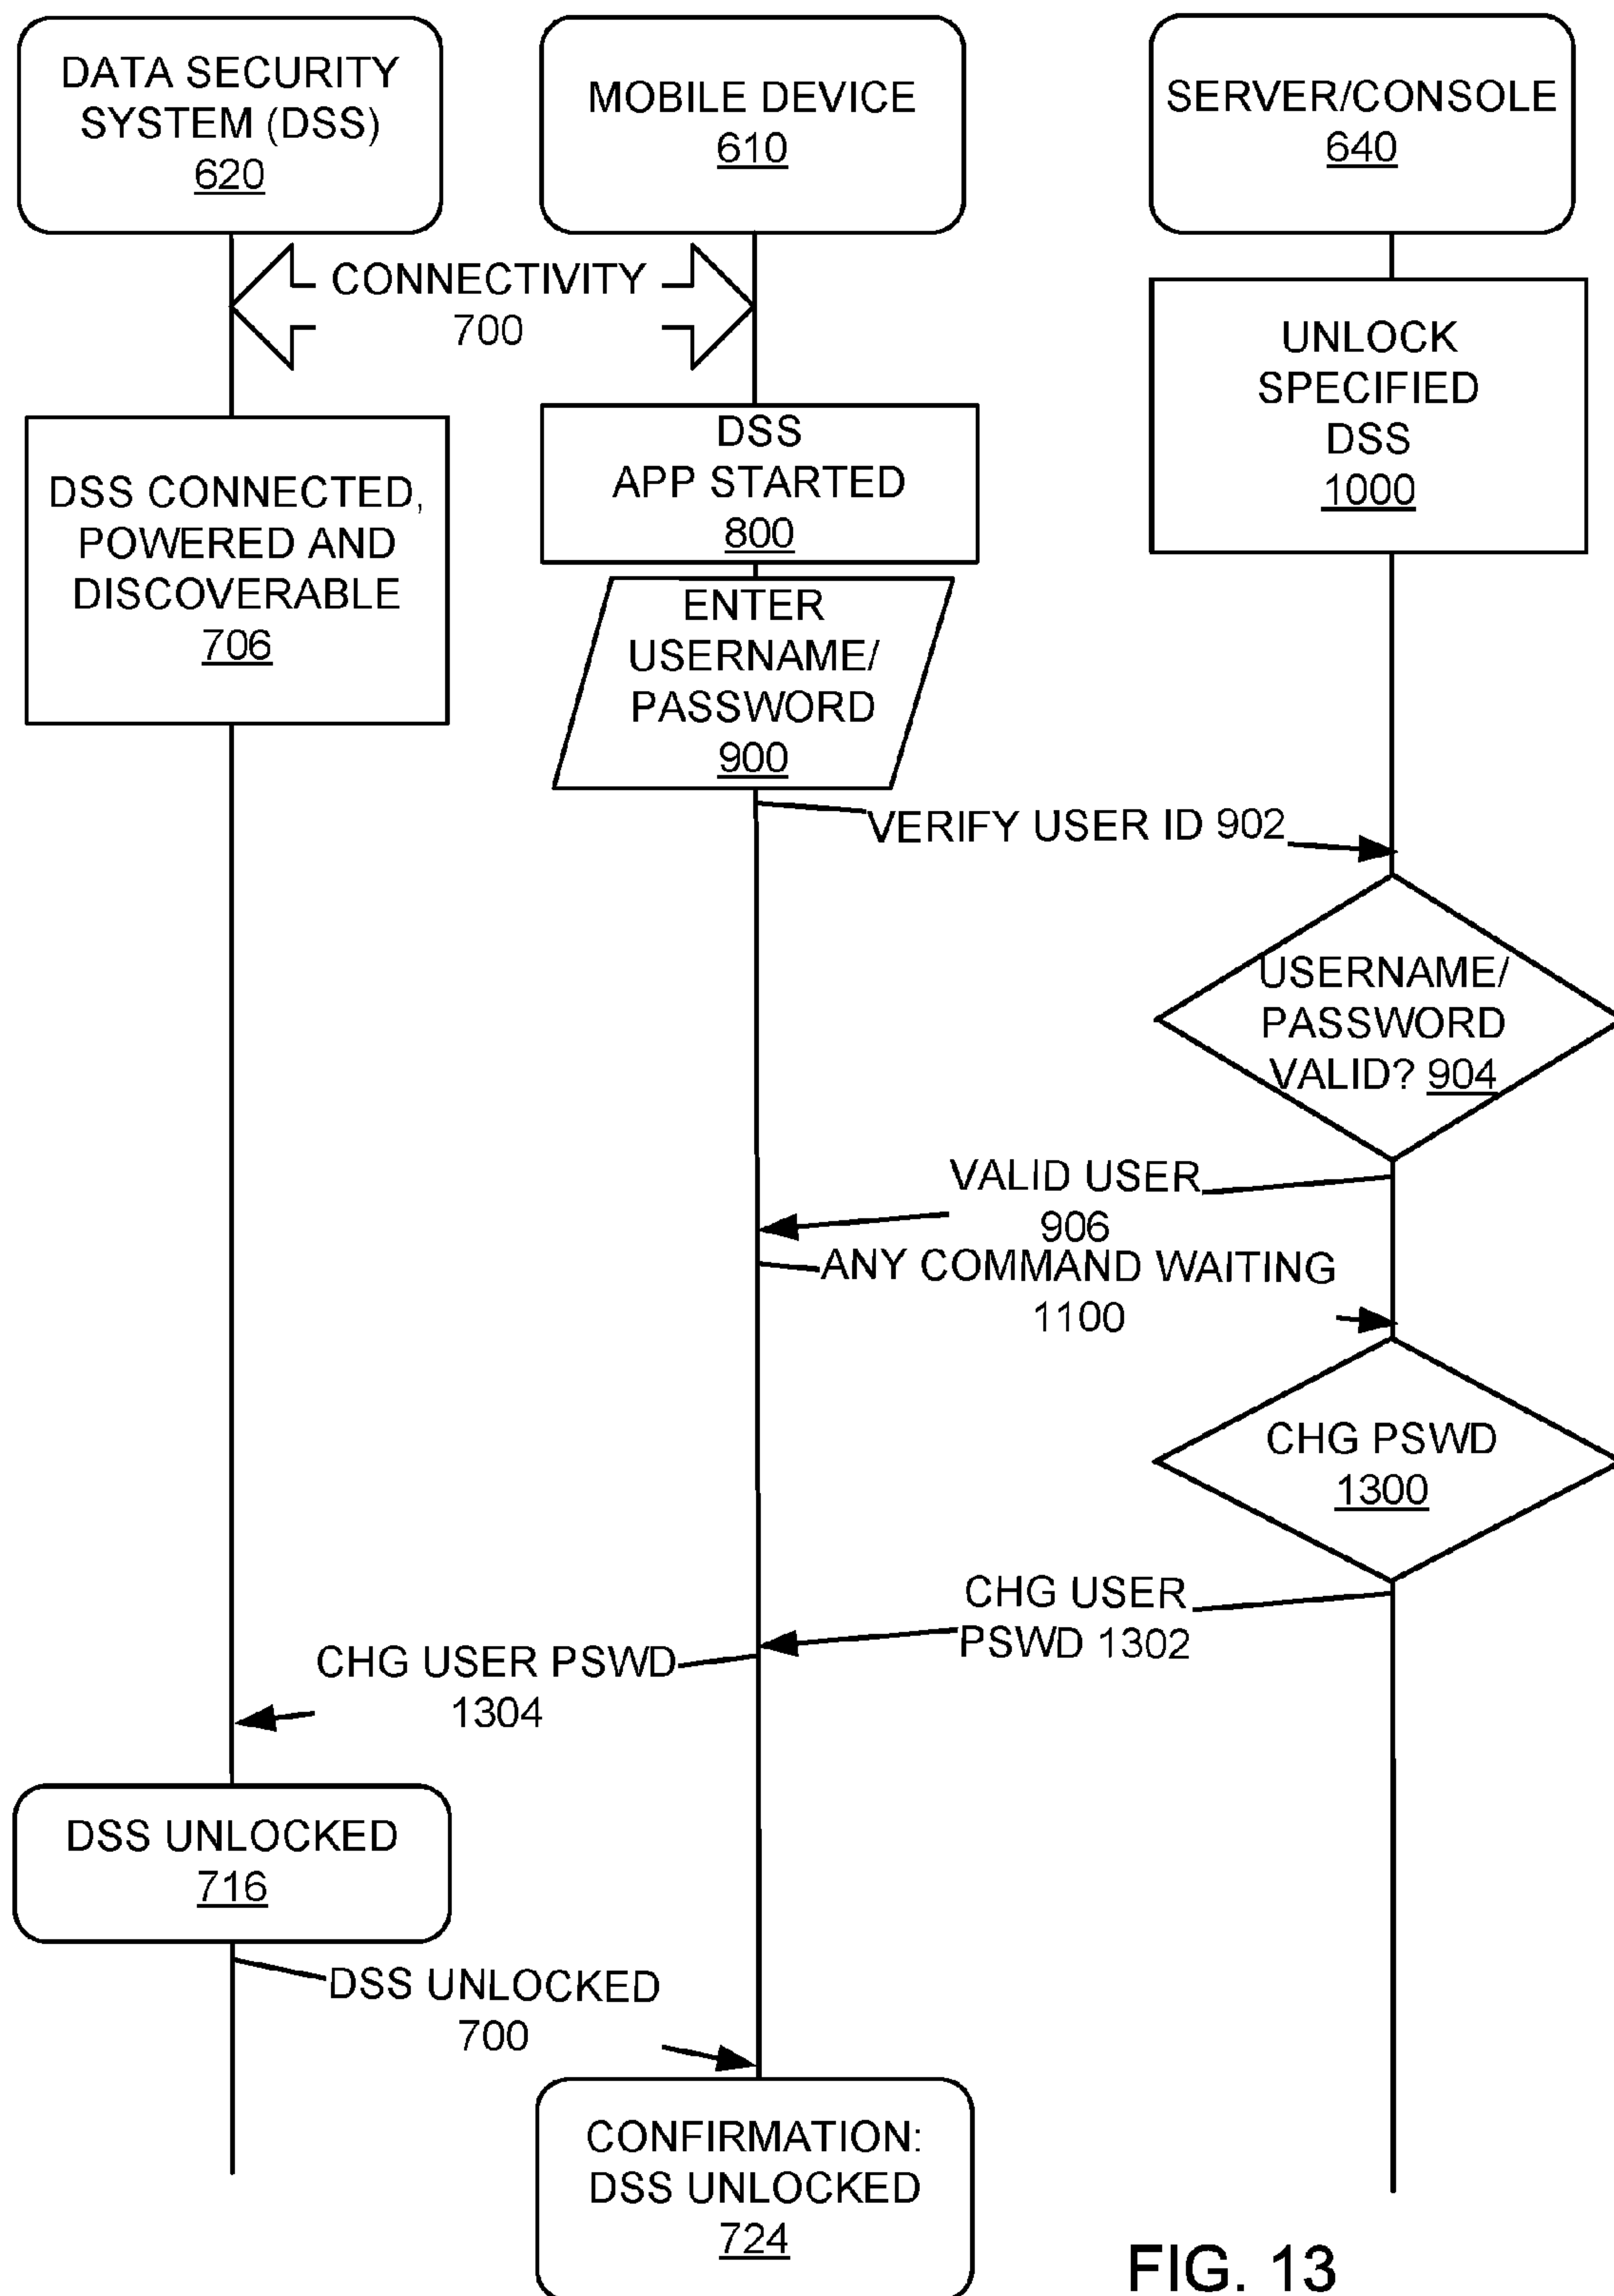 DATA SECURITY
SYSTEM (DSS)
620
MOBILE DEVICE
610
SERVER/CONSOLE
640
CONNECTIVITY
700
UNLOCK
SPECIFIED
DSS
1000
DSS CONNECTED,
POWERED AND
DISCOVERABLE
706
DSS
APP STARTED
800
ENTER
USERNAME/
PASSWORD
900
VERIFY USER ID 902
USERNAME/
PASSWORD
VALID? 904
VALID USER
906
ANY COMMAND WAITING
1100
CHG PSWD
1300
CHG USER
PSWD 1302
CHG USER PSWD
1304
DSS UNLOCKED
716
DSS UNLOCKED
700
CONFIRMATION:
DSS UNLOCKED
724
FIG. 13